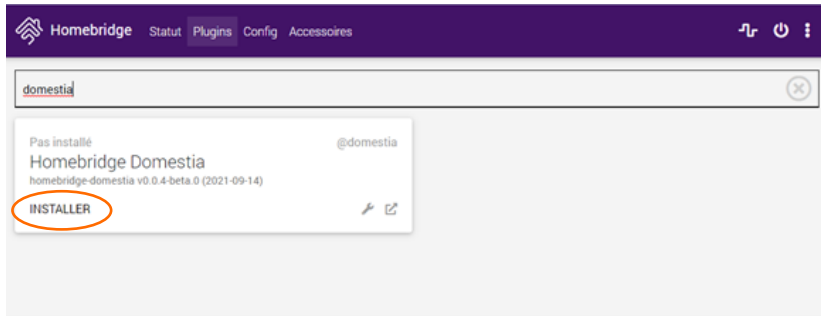 Homebridge Statut Plugins Config Accessoires
domestia
Pas installé @domestia
Homebridge Domestia
homebridge-domestia v0.0.4-beta.0 (2021-09-14)
INSTALLER